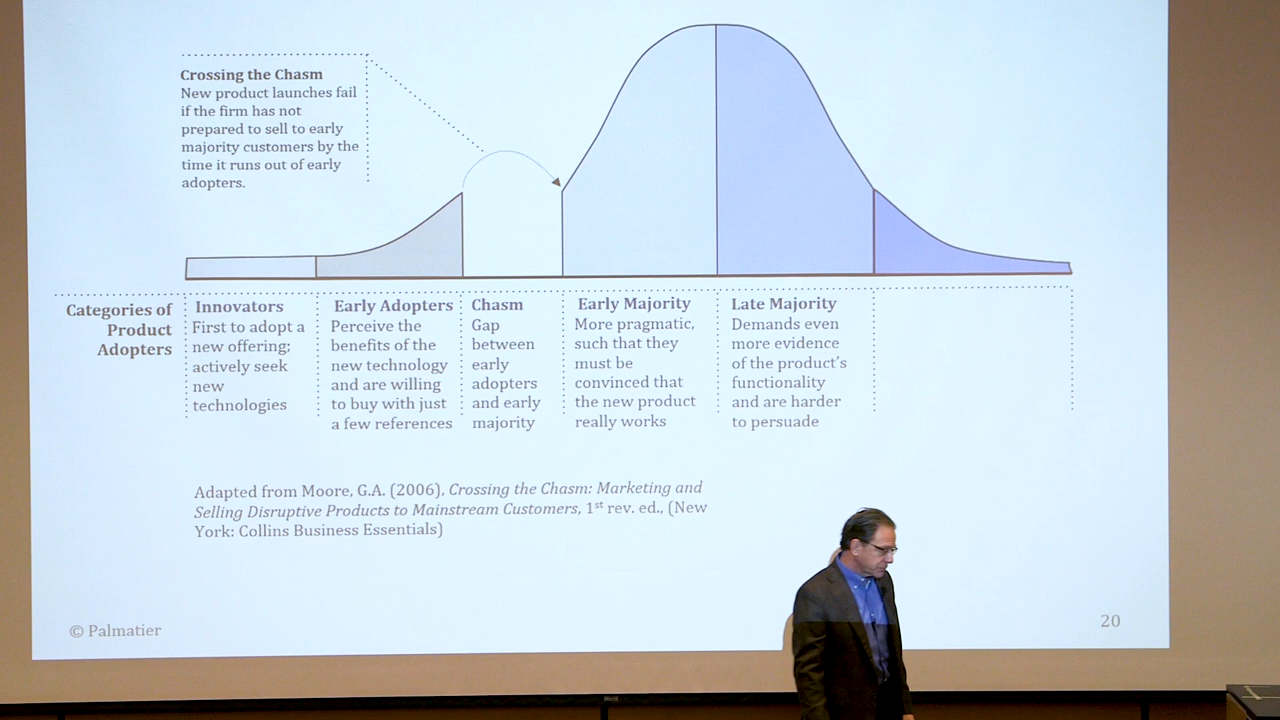 Crossing the Chasm
New product launches fail
if the firm has not
prepared to sell to early
majority customers by the
time it runs out of early
adopters.
Categories of
Product
Adopters
Innovators
First to adopt a
new offering;
actively seek
new
technologies
Early Adopters
Perceive the
benefits of the
new technology
and are willing
to buy with just
a few references
Chasm
Gap
between
early
adopters
and early
majority
Early Majority
More pragmatic,
such that they
must be
convinced that
the new product
really works
Late Majority
Demands even
more evidence
of the product's
functionality
and are harder
to persuade
Adapted from Moore, G.A. (2006), Crossing the Chasm: Marketing and
Selling Disruptive Products to Mainstream Customers, 1st rev. ed., (New
York: Collins Business Essentials)
© Palmatier
20